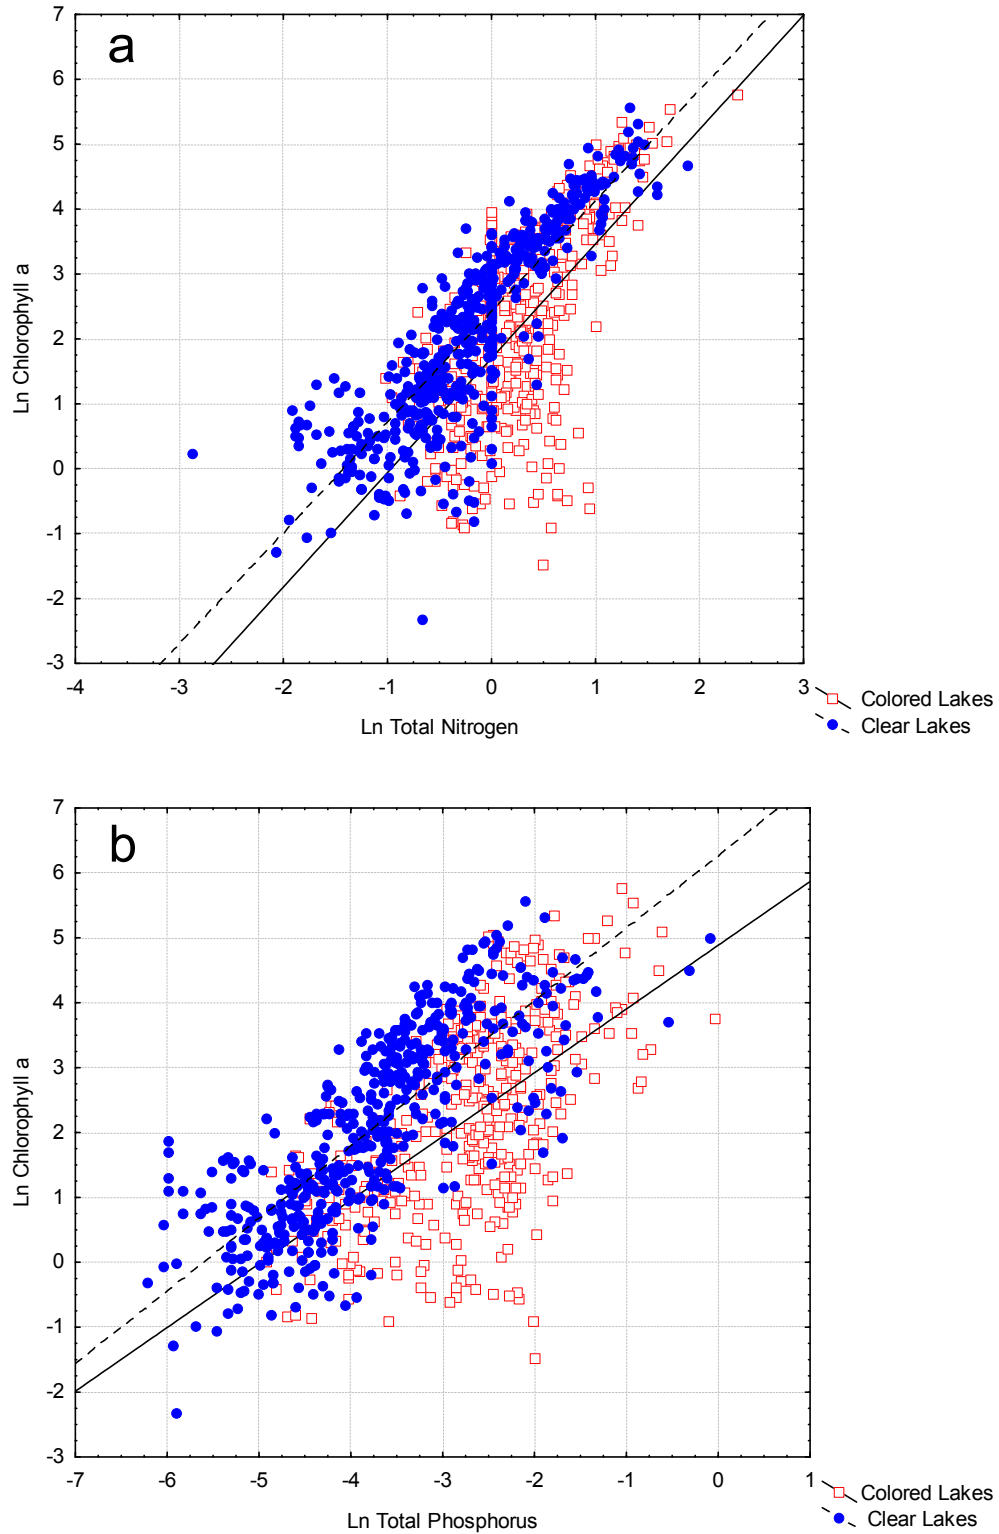 a
7
6
5
4
3
2
1
0
-1
-2
-3
Ln Chlorophyll a
-4 -3 -2 -1 0 1 2 3
Ln Total Nitrogen
Colored Lakes
Clear Lakes
b
7
6
5
4
3
2
1
0
-1
-2
-3
Ln Chlorophyll a
-7 -6 -5 -4 -3 -2 -1 0 1
Ln Total Phosphorus
Colored Lakes
Clear Lakes